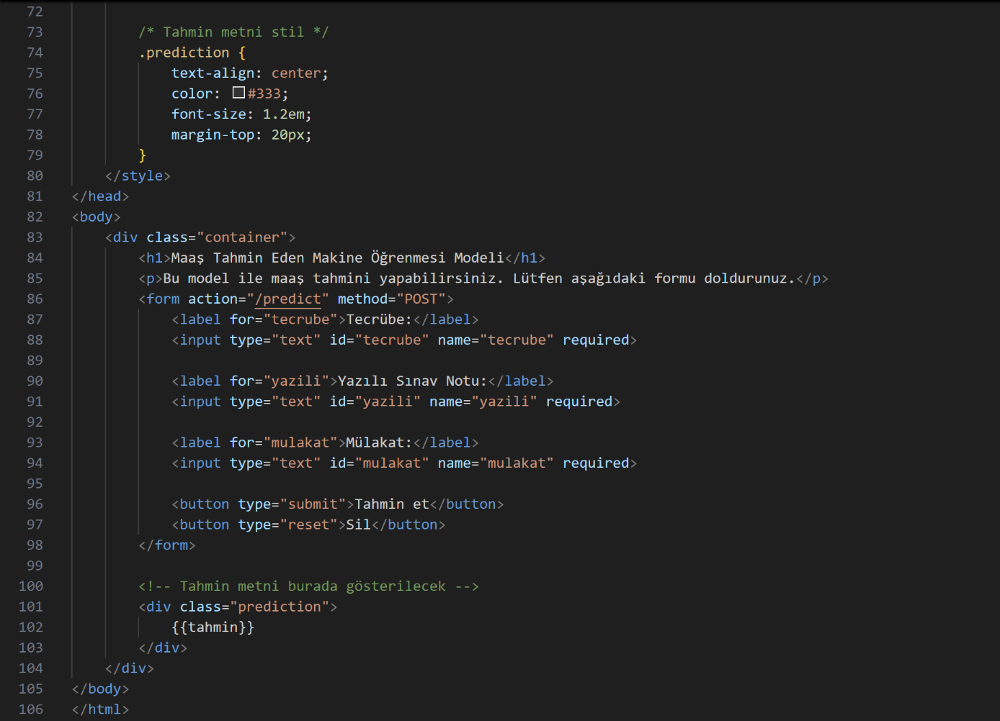 72
73 /* Tahmin metni stil */
74 .prediction {
75 text-align: center;
76 color: #333;
77 font-size: 1.2em;
78 margin-top: 20px;
79 }
80 </style>
81 </head>
82 <body>
83 <div class="container">
84 <h1>Maaş Tahmin Eden Makine Öğrenmesi Modeli</h1>
85 <p>Bu model ile maaş tahmini yapabilirsiniz. Lütfen aşağıdaki formu doldurunuz.</p>
86 <form action="/predict" method="POST">
87 <label for="tecrube">Tecrübe:</label>
88 <input type="text" id="tecrube" name="tecrube" required>
89
90 <label for="yazili">Yazılı Sınav Notu:</label>
91 <input type="text" id="yazili" name="yazili" required>
92
93 <label for="mulakat">Mülakat:</label>
94 <input type="text" id="mulakat" name="mulakat" required>
95
96 <button type="submit">Tahmin et</button>
97 <button type="reset">Sil</button>
98 </form>
99
100 <!-- Tahmin metni burada gösterilecek -->
101 <div class="prediction">
102 {{tahmin}}
103 </div>
104 </div>
105 </body>
106 </html>